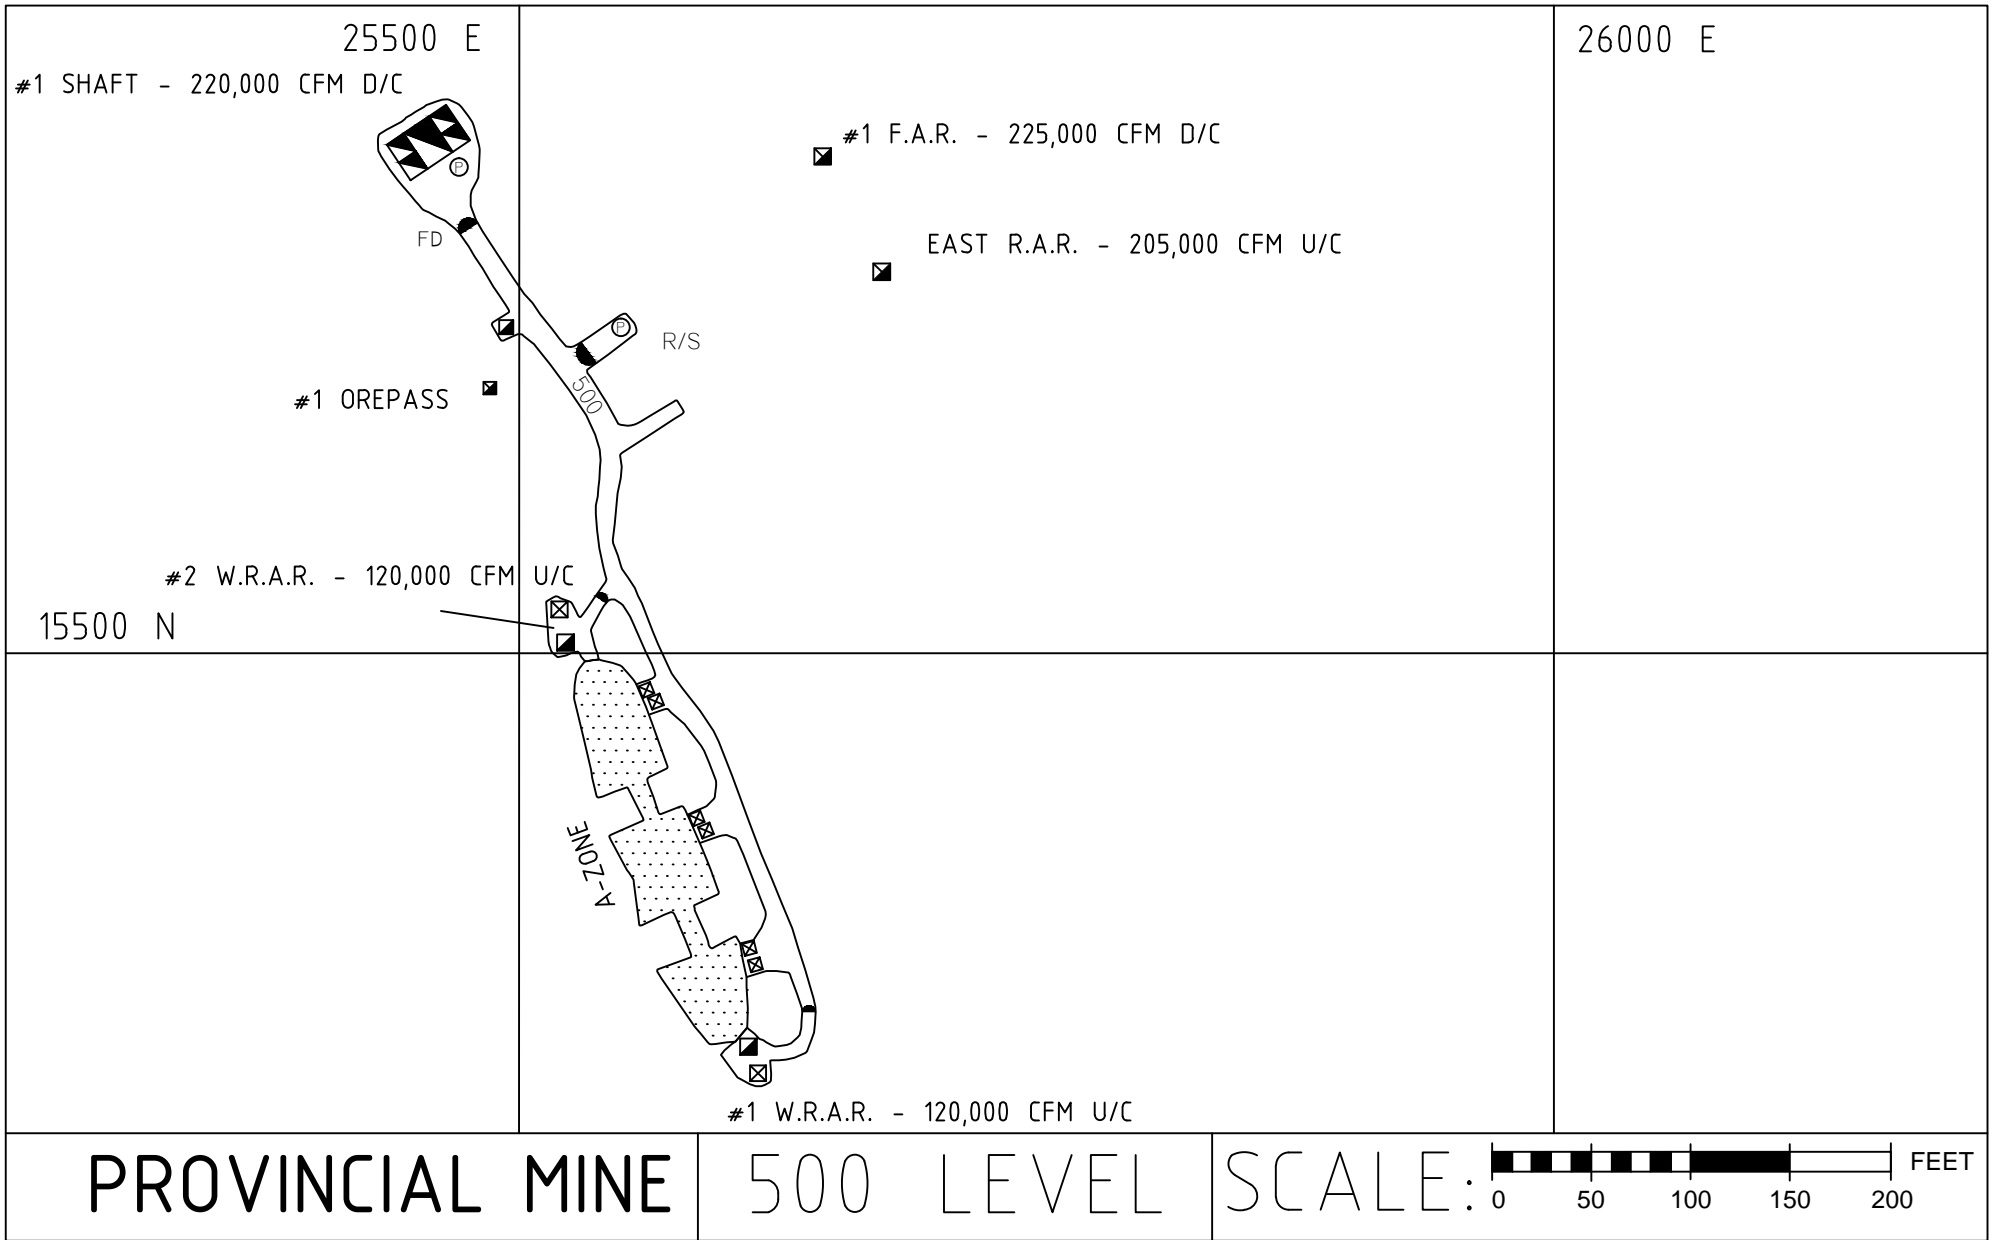 25500 E
26000 E
#1 SHAFT - 220,000 CFM D/C
#1 F.A.R. - 225,000 CFM D/C
P
FD
EAST R.A.R. - 205,000 CFM U/C
P
R/S
500
#1 OREPASS
#2 W.R.A.R. - 120,000 CFM U/C
15500 N
A-ZONE
#1 W.R.A.R. - 120,000 CFM U/C
PROVINCIAL MINE
500 LEVEL
SCALE:
FEET
0 50 100 150 200